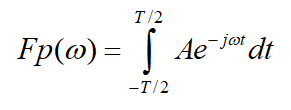 Fp(ω) = ∫_{-T/2}^{T/2} Ae^{-jωt} dt